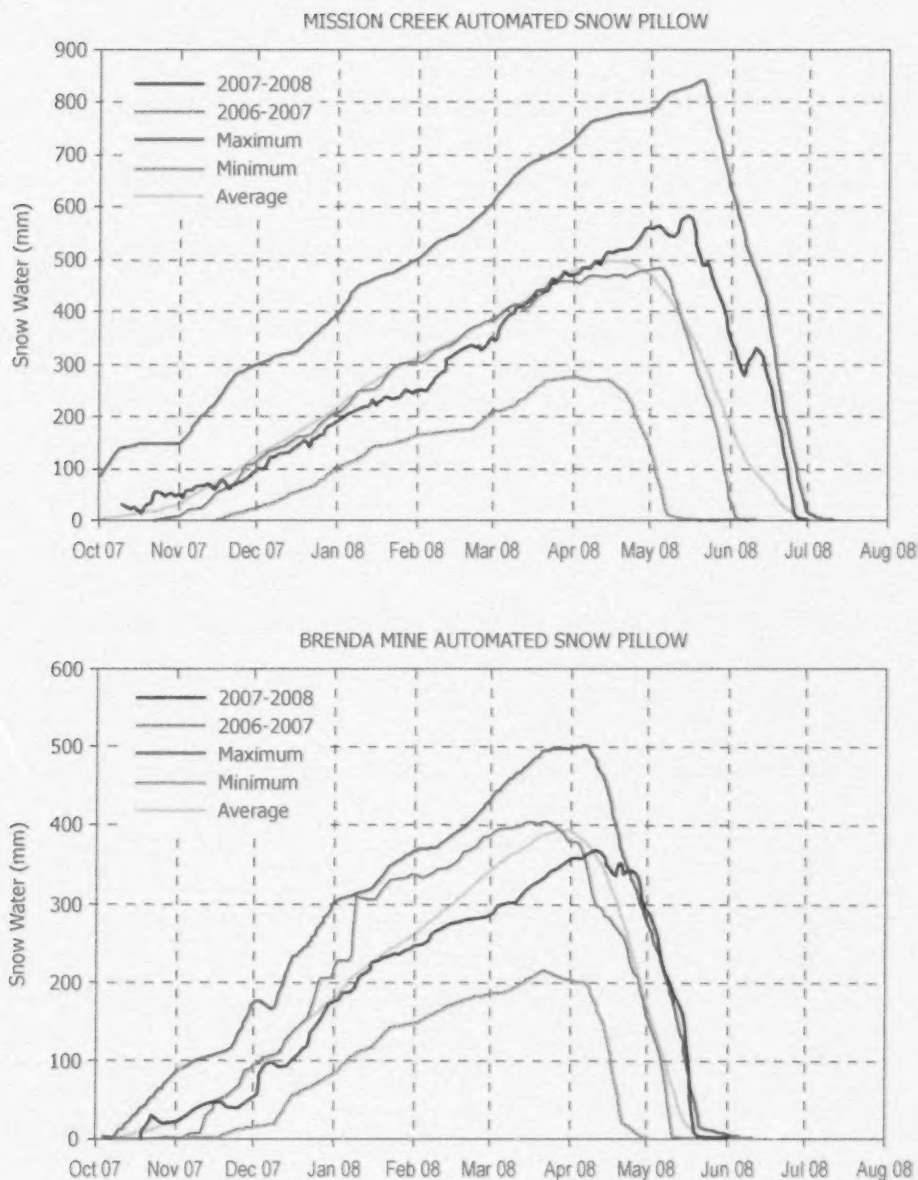 MISSION CREEK AUTOMATED SNOW PILLOW
900
800
700
600
500
400
300
200
100
0
Snow Water (mm)
2007-2008
2006-2007
Maximum
Minimum
Average
Oct 07 Nov 07 Dec 07 Jan 08 Feb 08 Mar 08 Apr 08 May 08 Jun 08 Jul 08 Aug 08
BRENDA MINE AUTOMATED SNOW PILLOW
600
500
400
300
200
100
0
Snow Water (mm)
2007-2008
2006-2007
Maximum
Minimum
Average
Oct 07 Nov 07 Dec 07 Jan 08 Feb 08 Mar 08 Apr 08 May 08 Jun 08 Jul 08 Aug 08